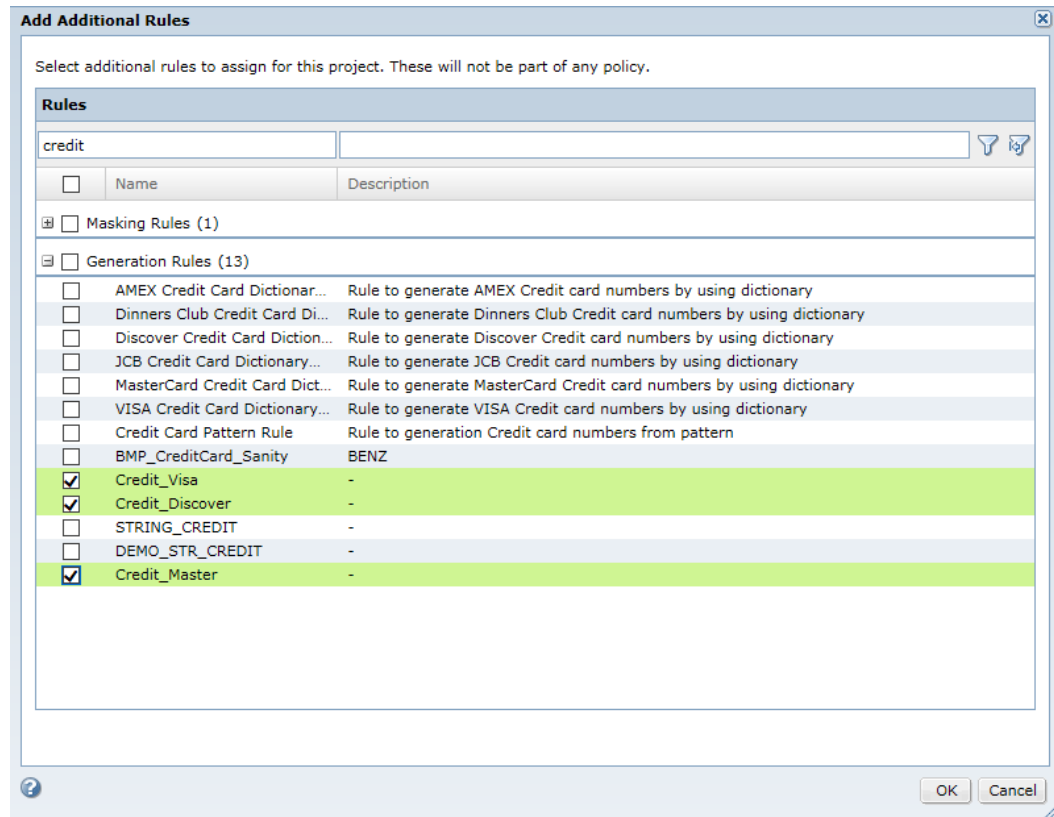 Add Additional Rules
Select additional rules to assign for this project. These will not be part of any policy.
Rules
credit
Name Description
Masking Rules (1)
Generation Rules (13)
AMEX Credit Card Dictionar... Rule to generate AMEX Credit card numbers by using dictionary
Dinners Club Credit Card Di... Rule to generate Dinners Club Credit card numbers by using dictionary
Discover Credit Card Diction... Rule to generate Discover Credit card numbers by using dictionary
JCB Credit Card Dictionary... Rule to generate JCB Credit card numbers by using dictionary
MasterCard Credit Card Dict... Rule to generate MasterCard Credit card numbers by using dictionary
VISA Credit Card Dictionary... Rule to generate VISA Credit card numbers by using dictionary
Credit Card Pattern Rule Rule to generation Credit card numbers from pattern
BMP_CreditCard_Sanity BENZ
Credit_Visa -
Credit_Discover -
STRING_CREDIT -
DEMO_STR_CREDIT -
Credit_Master -
OK Cancel